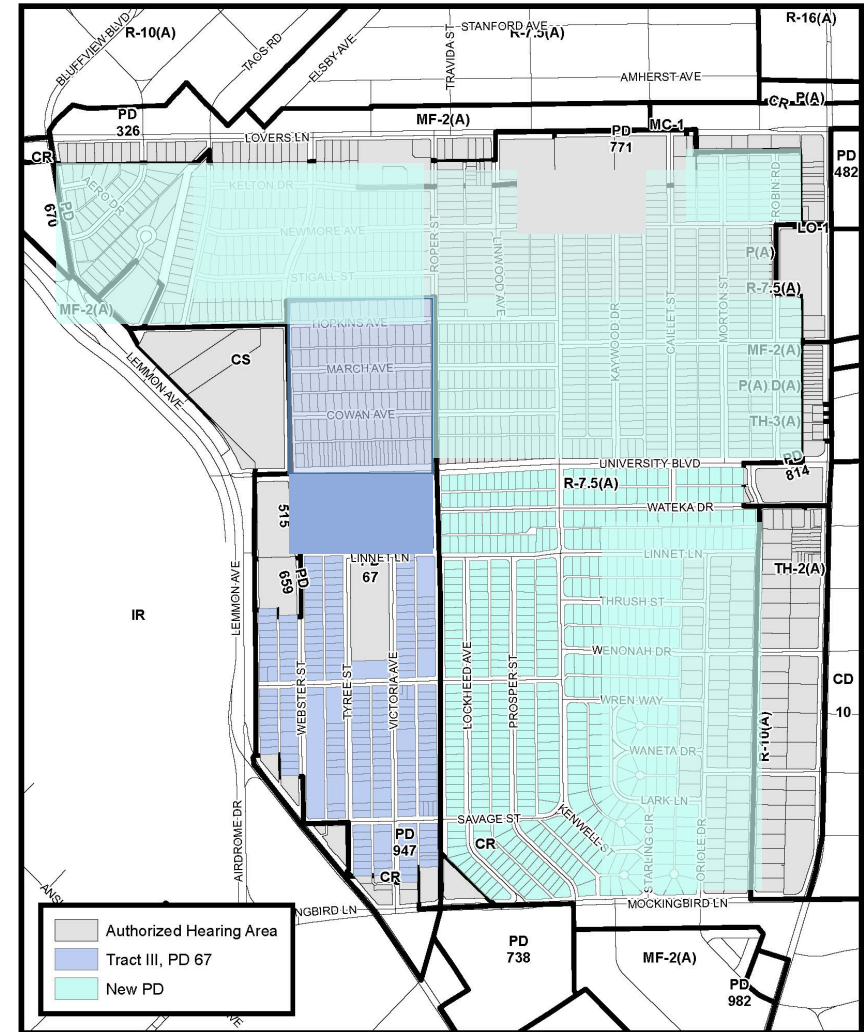 R-10(A)
BLUFFVIEW BLVD
TAOS RD
ELSBY AVE
TRAVIDA ST
STANFORD AVE
R-7.5(A)
R-16(A)
AMHERST AVE
CR
P(A)
PD
326
MF-2(A)
MC-1
PD
771
PD
482
LOVERS LN
CR
PD
670
AERO DR
KELTON DR
NEWMORE AVE
STIGALL ST
ROPER ST
LINWOOD AVE
KAYWOOD DR
CAILLET ST
MORTON ST
ROBIN RD
LO-1
P(A)
R-7.5(A)
MF-2(A)
HOPKINS AVE
CS
LEMMON AVE
MARCH AVE
COWAN AVE
MF-2(A)
P(A) D(A)
TH-3(A)
PD
814
UNIVERSITY BLVD
R-7.5(A)
WATEKA DR
515
LINNET LN
LINNET LN
PD
659
67
TH-2(A)
IR
LEMMON AVE
THRUSH ST
WENONAH DR
WREN WAY
WEBSTER ST
TYREE ST
VICTORIA AVE
LOCKHEED AVE
PROSPER ST
CD
10
R-10(A)
WANETA DR
LARK LN
AIRDROME DR
SAVAGE ST
KENWELL S
STARLING CIR
ORIOLE DR
PD
947
CR
CR
NGBIRD LN
MOCKINGBIRD LN
PD
738
MF-2(A)
PD
982
Authorized Hearing Area
Tract III, PD 67
New PD